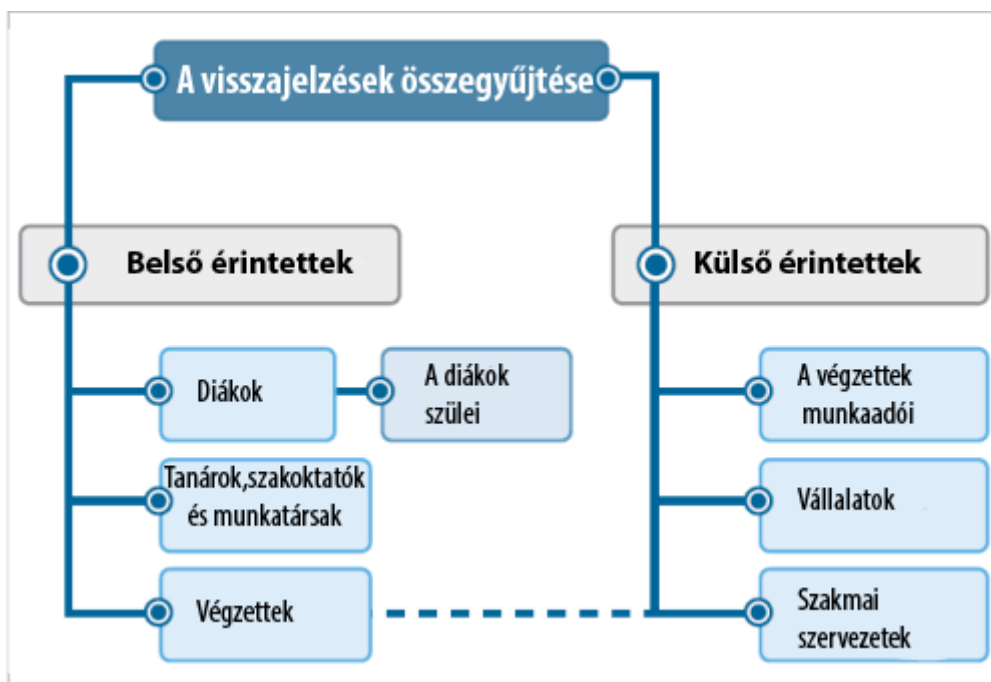 A visszajelzések összegyűjtése
Belső érintettek
Külső érintettek
Diákok
A diákok
szülei
Tanárok,szakoktatók
és munkatársak
Végzettek
A végzettek
munkaadói
Vállalatok
Szakmai
szervezetek